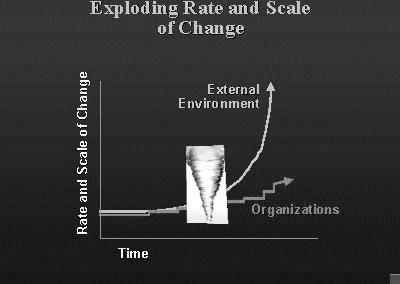 Exploding Rate and Scale
of Change
External
Environment
Rate and Scale of Change
Organizations
Time